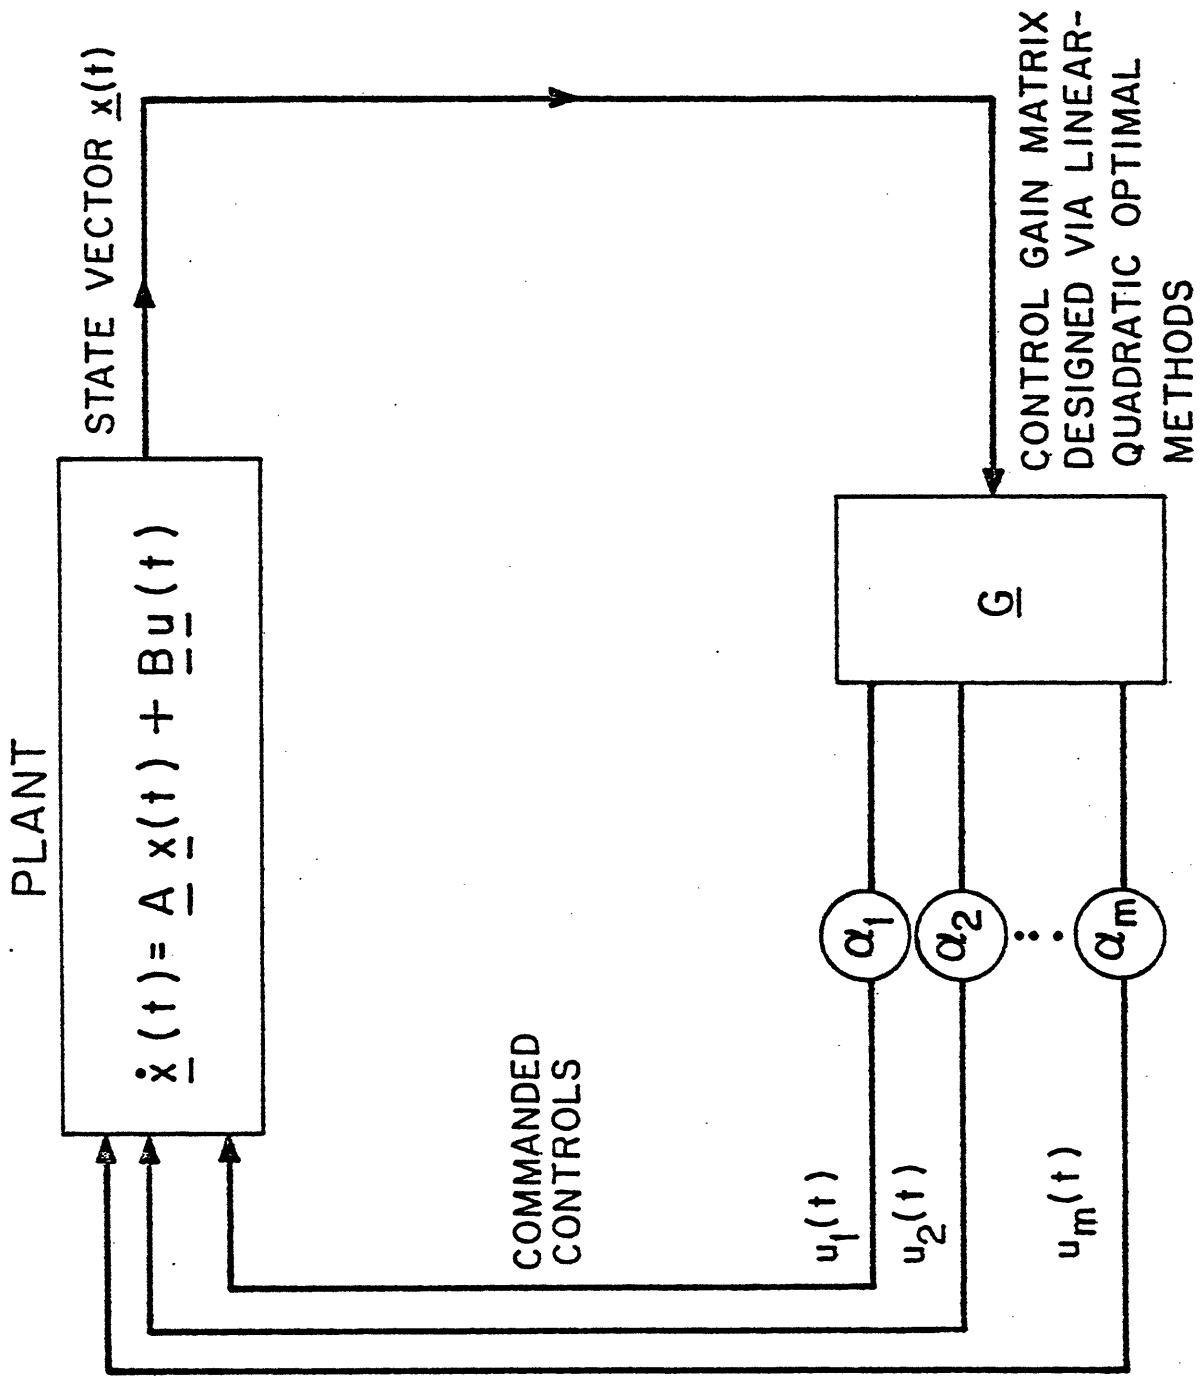 PLANT
ẋ(t) = A x(t) + B u(t)
STATE VECTOR x(t)
COMMANDED
CONTROLS
u₁(t)
α₁
u₂(t)
α₂
⋮
uₘ(t)
αₘ
G
CONTROL GAIN MATRIX
DESIGNED VIA LINEAR-
QUADRATIC OPTIMAL
METHODS